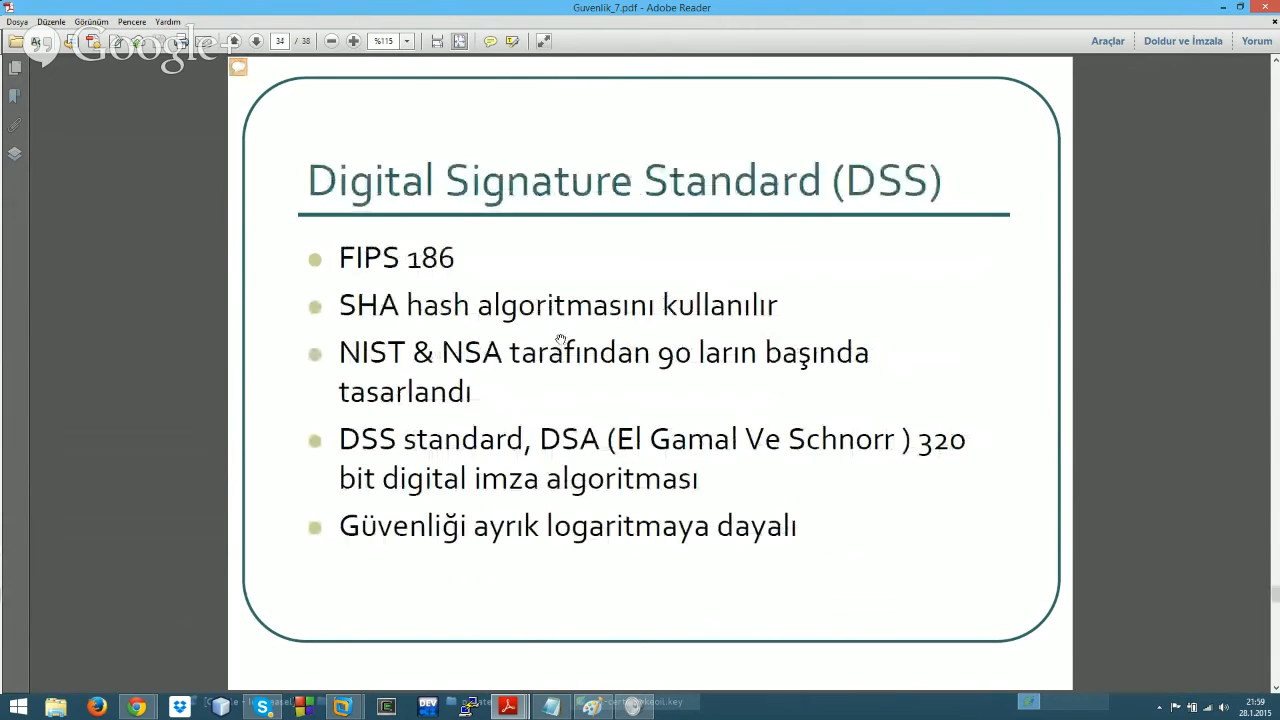 Guvenlik_7.pdf - Adobe Reader
Dosya Düzenle Görünüm Pencere Yardım
Google+
34 / 38 %115 Araçlar Doldur ve İmzala Yorum
Digital Signature Standard (DSS)
FIPS 186
SHA hash algoritmasını kullanılır
NIST & NSA tarafından 90 ların başında
tasarlandı
DSS standard, DSA (El Gamal Ve Schnorr ) 320
bit digital imza algoritması
Güvenliği ayrık logaritmaya dayalı
DEV
21:59
28.1.2015